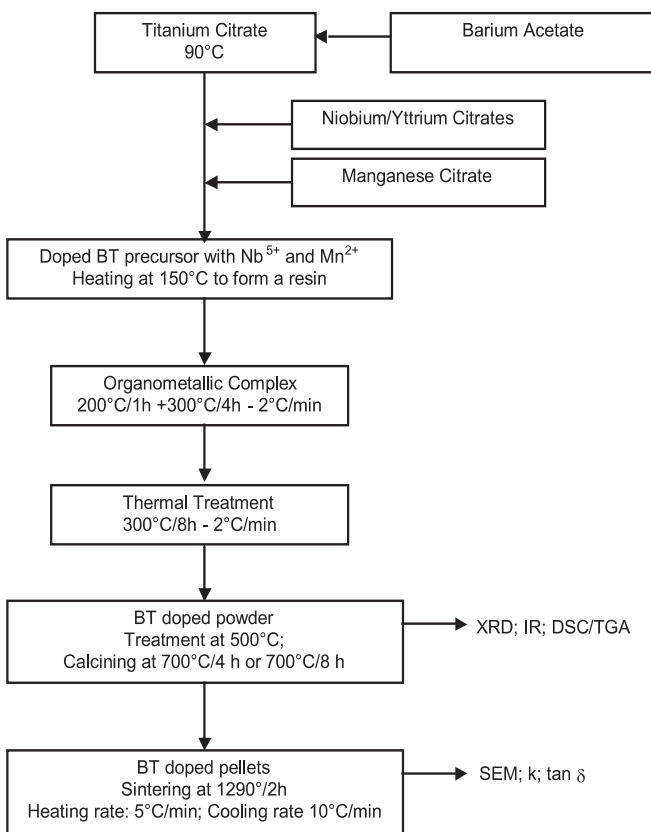 Titanium Citrate
90°C
Barium Acetate
Niobium/Yttrium Citrates
Manganese Citrate
Doped BT precursor with Nb⁵⁺ and Mn²⁺
Heating at 150°C to form a resin
Organometallic Complex
200°C/1h +300°C/4h - 2°C/min
Thermal Treatment
300°C/8h - 2°C/min
BT doped powder
Treatment at 500°C;
Calcining at 700°C/4 h or 700°C/8 h
XRD; IR; DSC/TGA
BT doped pellets
Sintering at 1290°/2h
Heating rate: 5°C/min; Cooling rate 10°C/min
SEM; k; tan δ